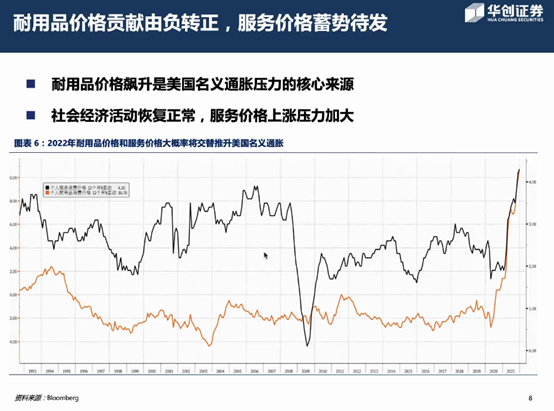 耐用品价格贡献由负转正，服务价格蓄势待发
华创证券
HUA CHUANG SECURITIES
耐用品价格飙升是美国名义通胀压力的核心来源
社会经济活动恢复正常，服务价格上涨压力加大
图表 6：2022年耐用品价格和服务价格大概率将交替推升美国名义通胀
1993 1994 1995 1996 1997 1998 1999 2000 2001 2002 2003 2004 2005 2006 2007 2008 2009 2010 2011 2012 2013 2014 2015 2016 2017 2018 2019 2020 2021
资料来源：Bloomberg
8